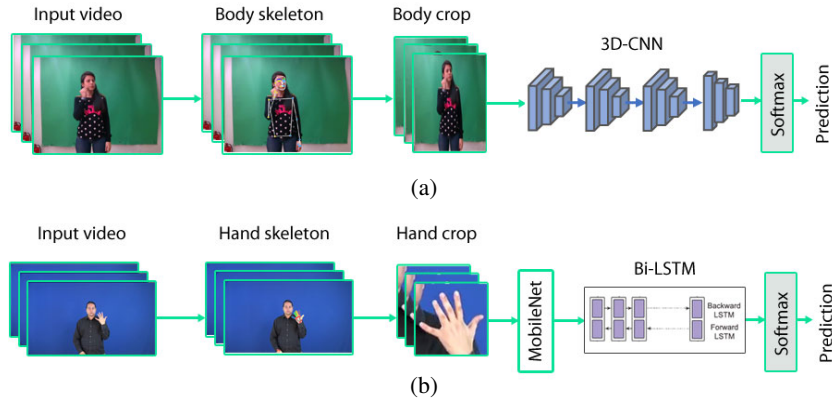 Input video
Body skeleton
Body crop
3D-CNN
Softmax
Prediction
(a)
Input video
Hand skeleton
Hand crop
MobileNet
Bi-LSTM
Backward
LSTM
Forward
LSTM
Softmax
Prediction
(b)